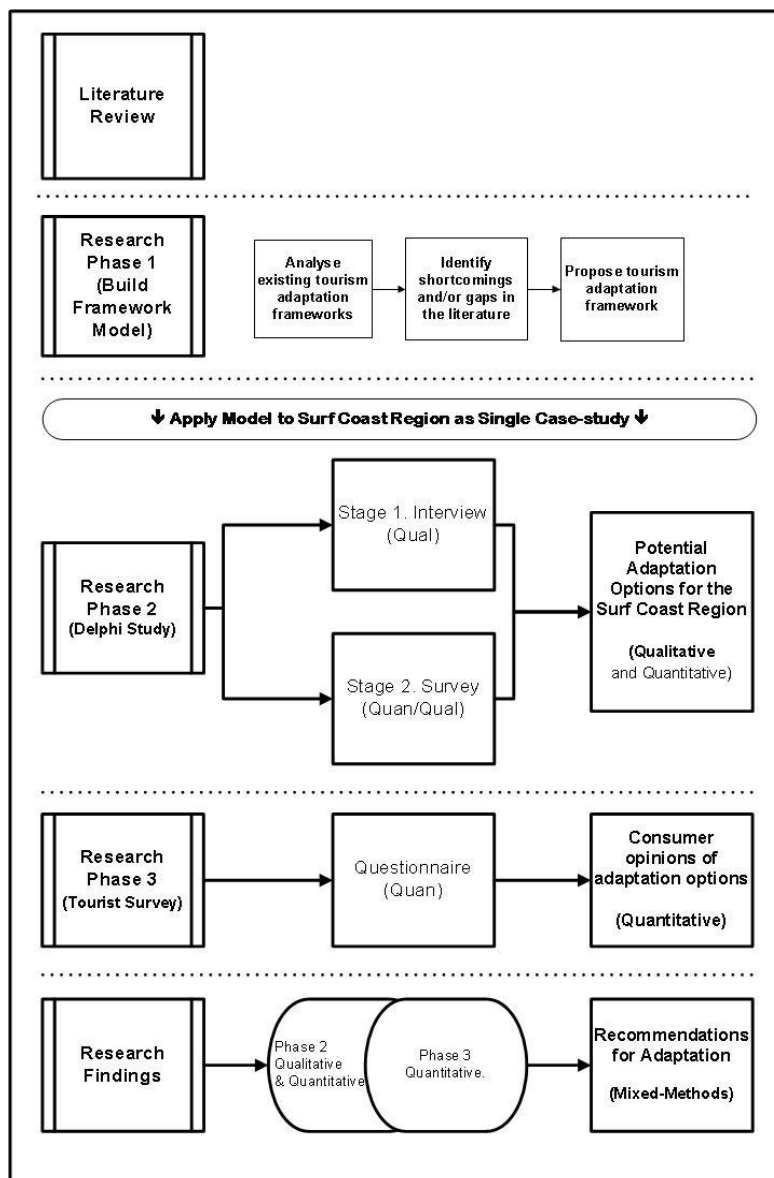 Literature
Review
Research
Phase 1
(Build
Framework
Model)
Analyse
existing tourism
adaptation
frameworks
Identify
shortcomings
and/or gaps in
the literature
Propose tourism
adaptation
framework
↓ Apply Model to Surf Coast Region as Single Case-study ↓
Research
Phase 2
(Delphi Study)
Stage 1. Interview
(Qual)
Stage 2. Survey
(Quan/Qual)
Potential
Adaptation
Options for the
Surf Coast Region
(Qualitative
and Quantitative)
Research
Phase 3
(Tourist Survey)
Questionnaire
(Quan)
Consumer
opinions of
adaptation options
(Quantitative)
Research
Findings
Phase 2
Qualitative
& Quantitative
Phase 3
Quantitative.
Recommendations
for Adaptation
(Mixed-Methods)